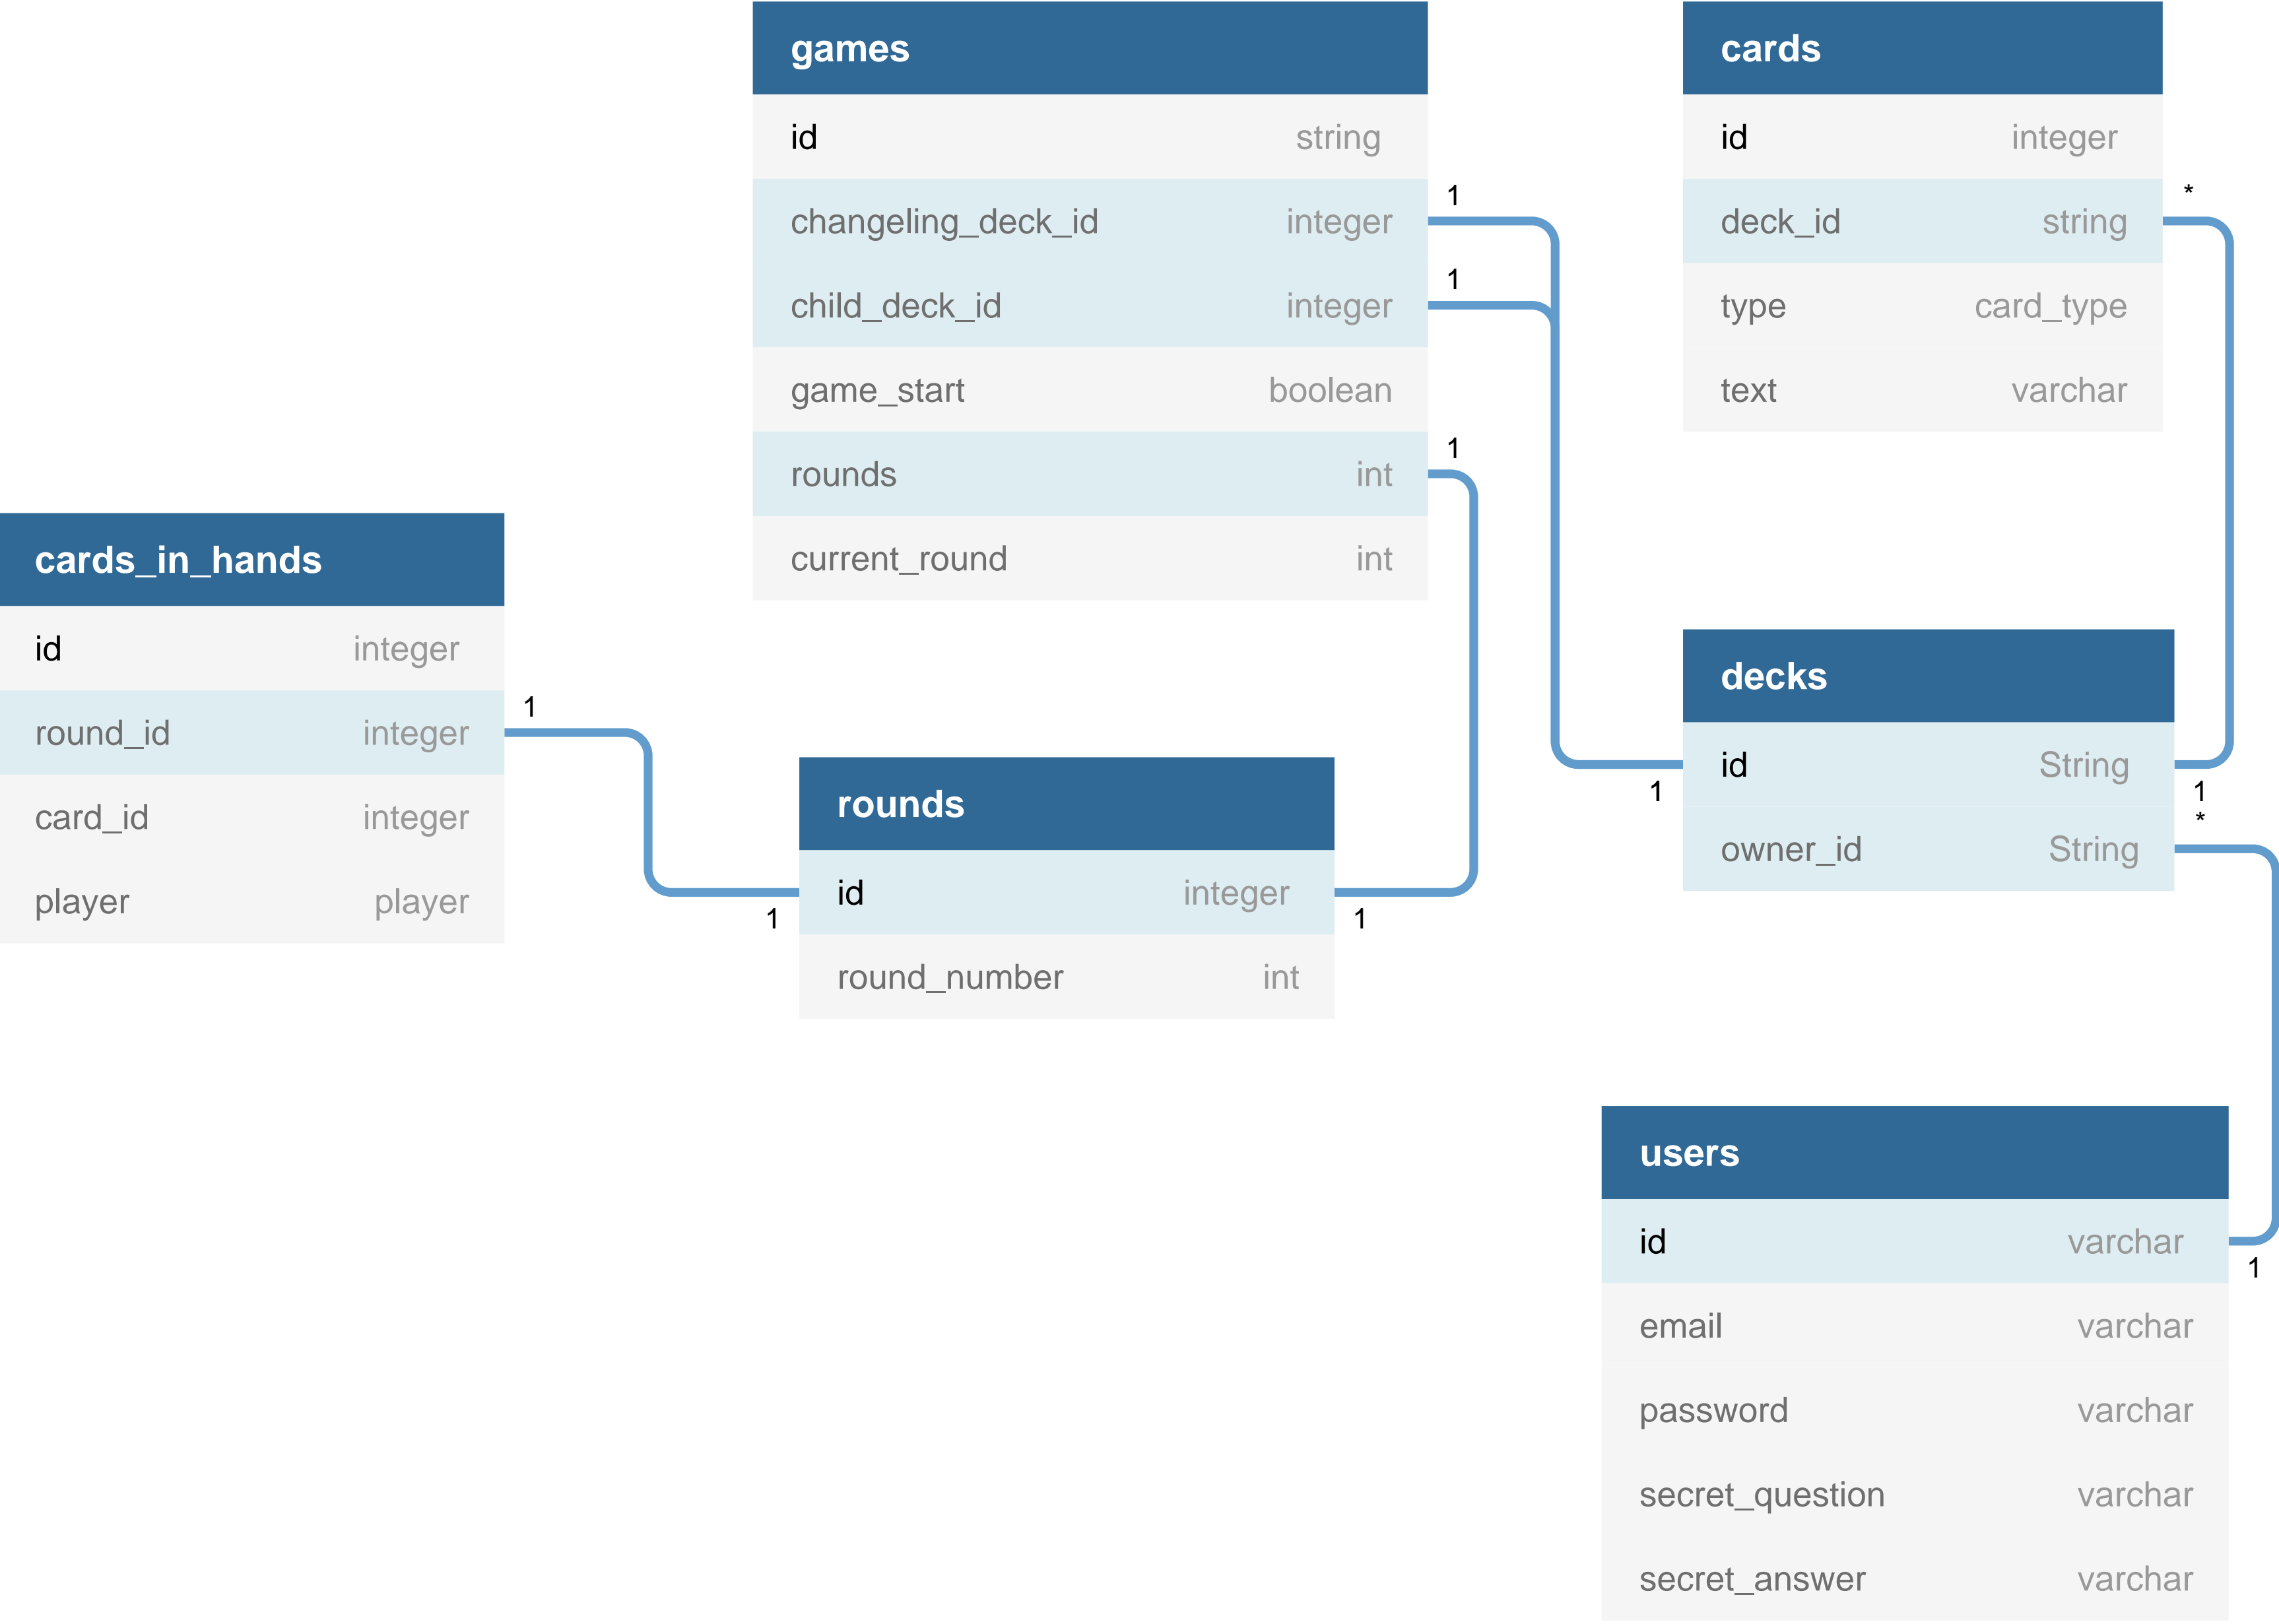 games
id string
changeling_deck_id integer
child_deck_id integer
game_start boolean
rounds int
current_round int
1
1
1
cards
id integer
deck_id string
type card_type
text varchar
*
cards_in_hands
id integer
round_id integer
card_id integer
player player
1
rounds
id integer
round_number int
1
1
decks
id String
owner_id String
1
1
*
users
id varchar
email varchar
password varchar
secret_question varchar
secret_answer varchar
1